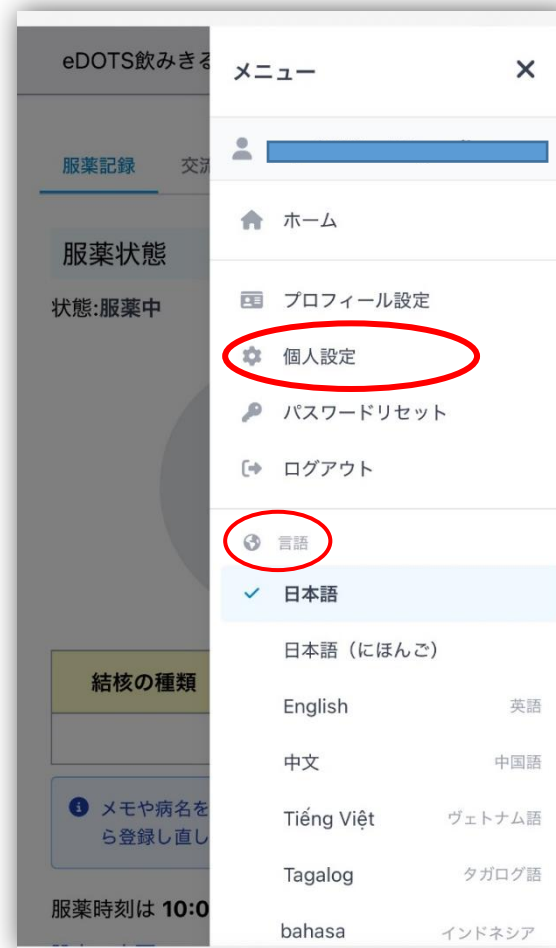 eDOTS飲みきる
メニュー
服薬記録 交流
ホーム
服薬状態
状態:服薬中
プロフィール設定
個人設定
パスワードリセット
ログアウト
言語
日本語
日本語（にほんご）
結核の種類
English 英語
中文 中国語
メモや病名を
ら登録し直し
Tiếng Việt ヴェトナム語
Tagalog タガログ語
服薬時刻は 10:0
bahasa インドネシア